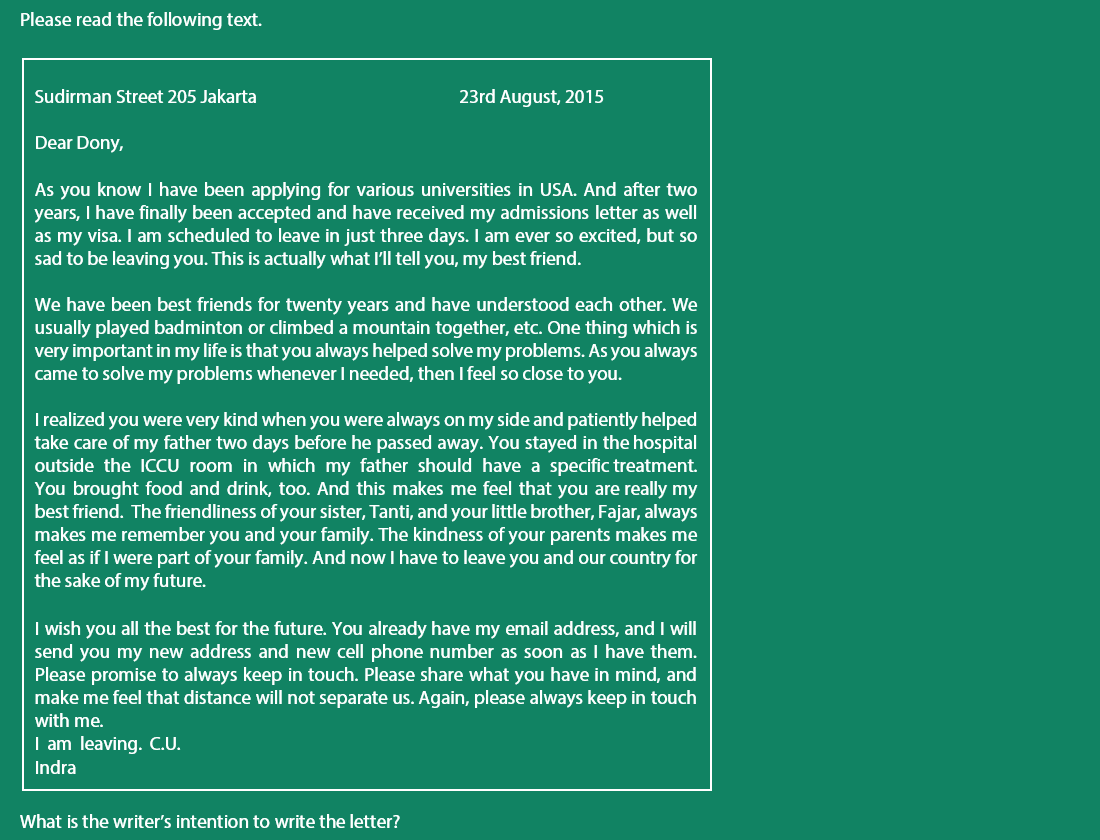 Please read the following text.
Sudirman Street 205 Jakarta 23rd August, 2015
Dear Dony,
As you know I have been applying for various universities in USA. And after two
years, I have finally been accepted and have received my admissions letter as well
as my visa. I am scheduled to leave in just three days. I am ever so excited, but so
sad to be leaving you. This is actually what I’ll tell you, my best friend.
We have been best friends for twenty years and have understood each other. We
usually played badminton or climbed a mountain together, etc. One thing which is
very important in my life is that you always helped solve my problems. As you always
came to solve my problems whenever I needed, then I feel so close to you.
I realized you were very kind when you were always on my side and patiently helped
take care of my father two days before he passed away. You stayed in the hospital
outside the ICCU room in which my father should have a specific treatment.
You brought food and drink, too. And this makes me feel that you are really my
best friend. The friendliness of your sister, Tanti, and your little brother, Fajar, always
makes me remember you and your family. The kindness of your parents makes me
feel as if I were part of your family. And now I have to leave you and our country for
the sake of my future.
I wish you all the best for the future. You already have my email address, and I will
send you my new address and new cell phone number as soon as I have them.
Please promise to always keep in touch. Please share what you have in mind, and
make me feel that distance will not separate us. Again, please always keep in touch
with me.
I am leaving. C.U.
Indra
What is the writer’s intention to write the letter?